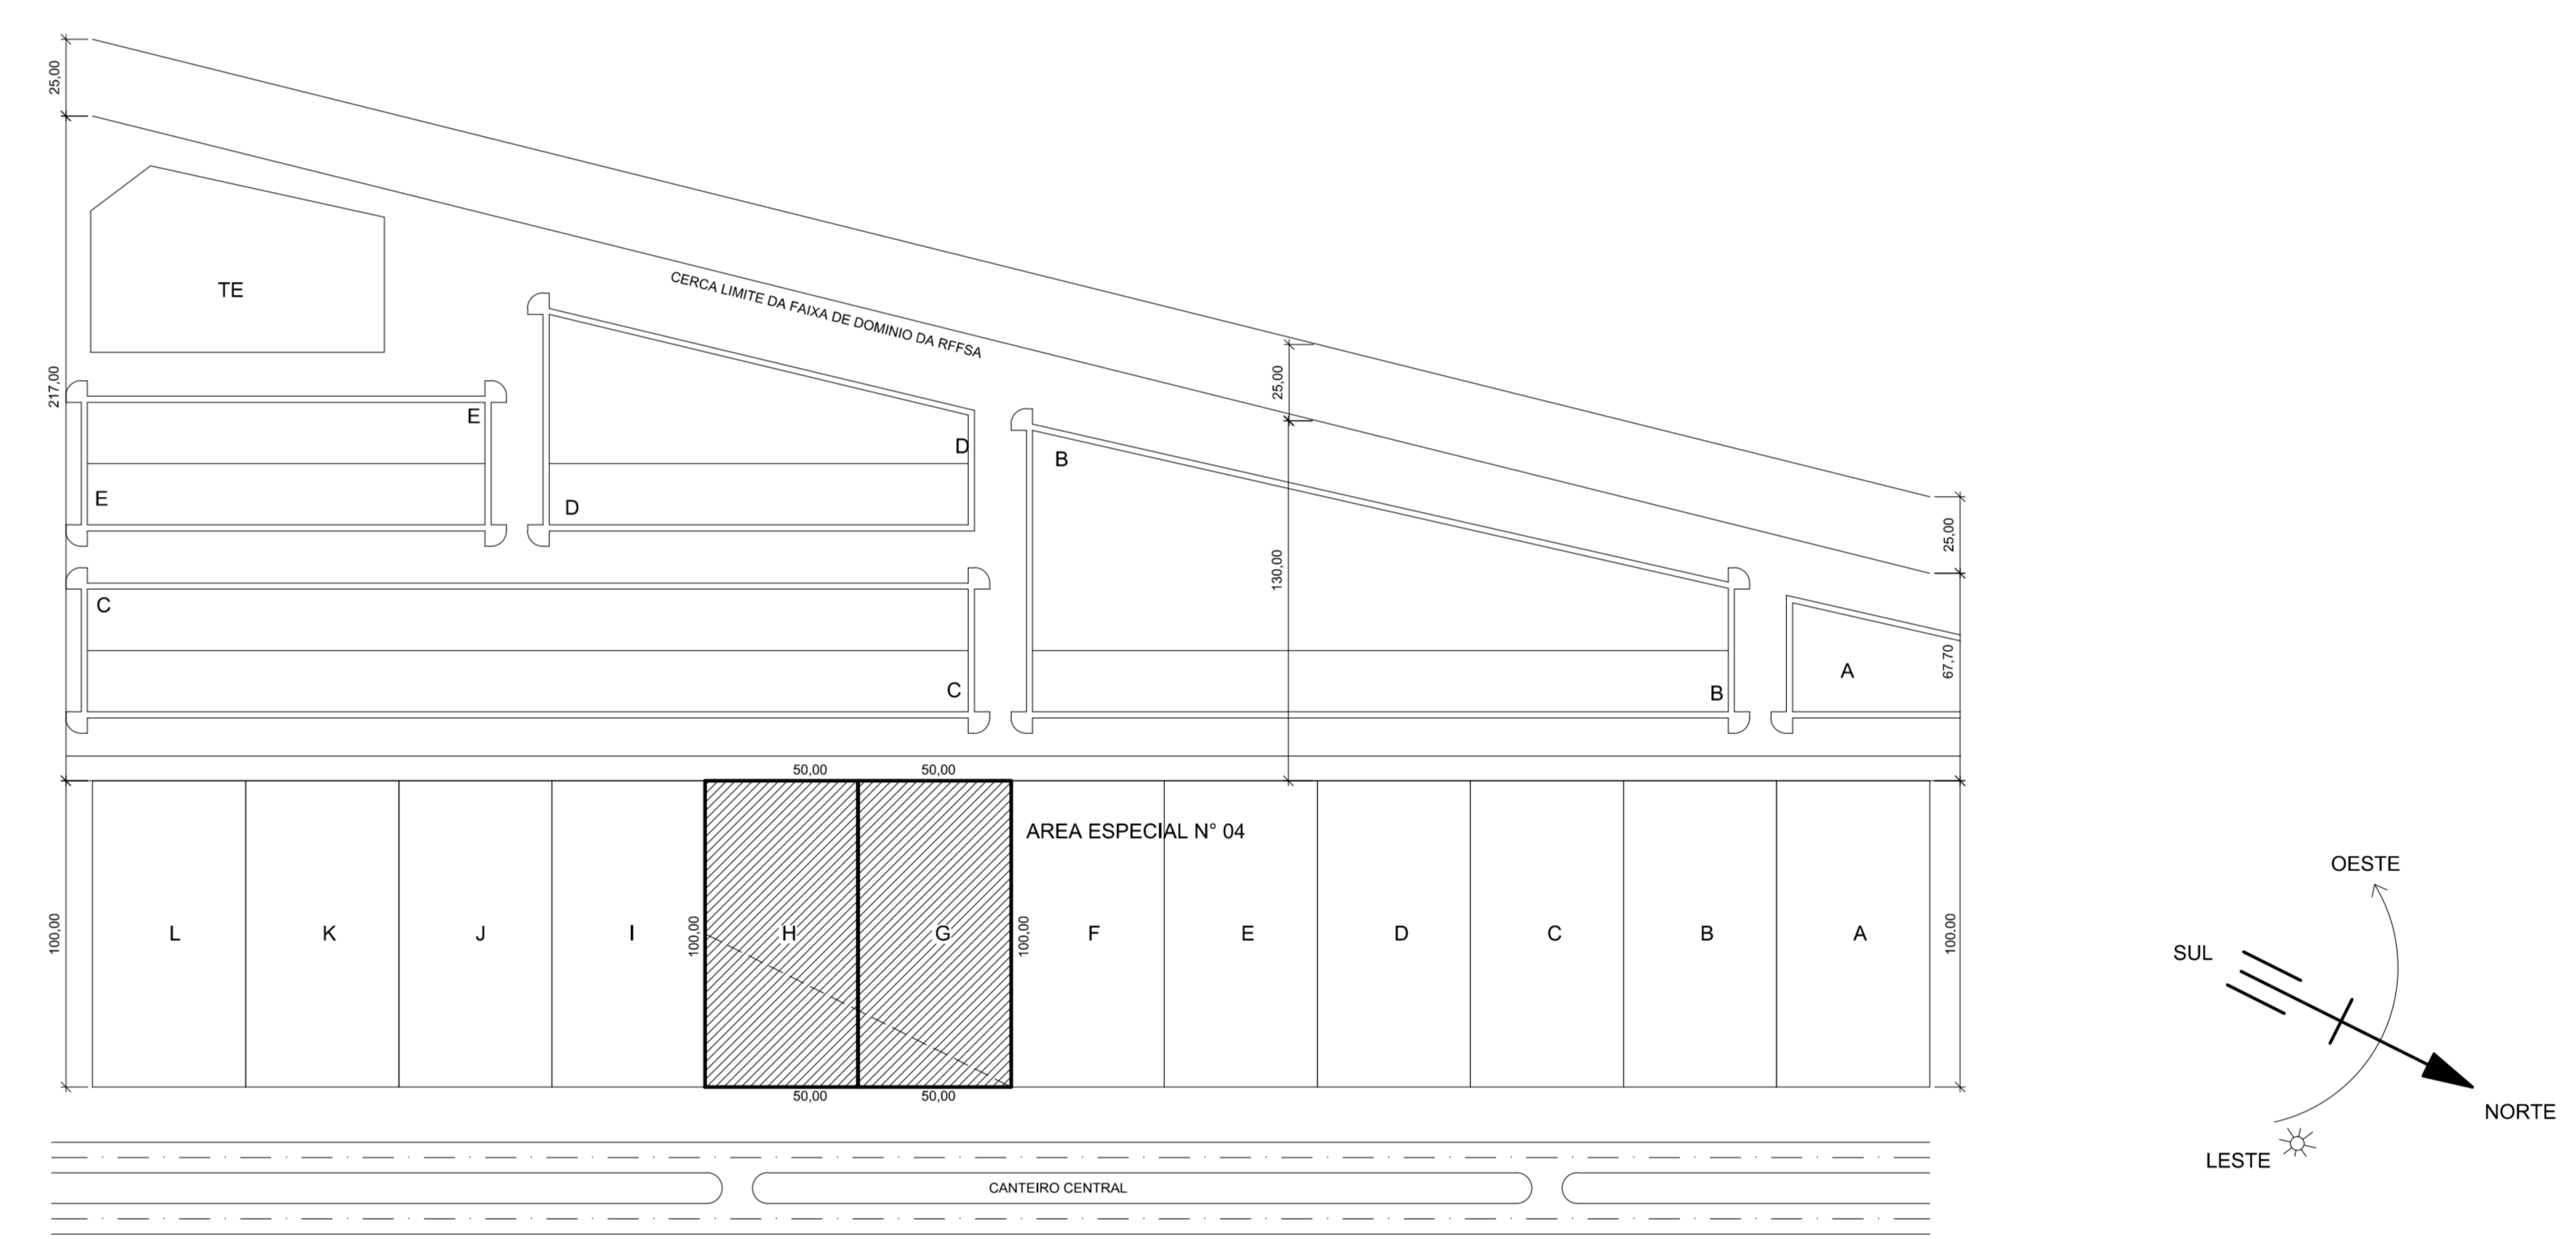 25,00
TE
CERCA LIMITE DA FAIXA DE DOMINIO DA RFFSA
217,00
25,00
E
D
B
E
D
25,00
130,00
C
C
B
A
67,70
50,00
50,00
AREA ESPECIAL N° 04
100,00
L
K
J
I
100,00
H
G
100,00
F
E
D
C
B
A
100,00
50,00
50,00
CANTEIRO CENTRAL
OESTE
SUL
NORTE
LESTE